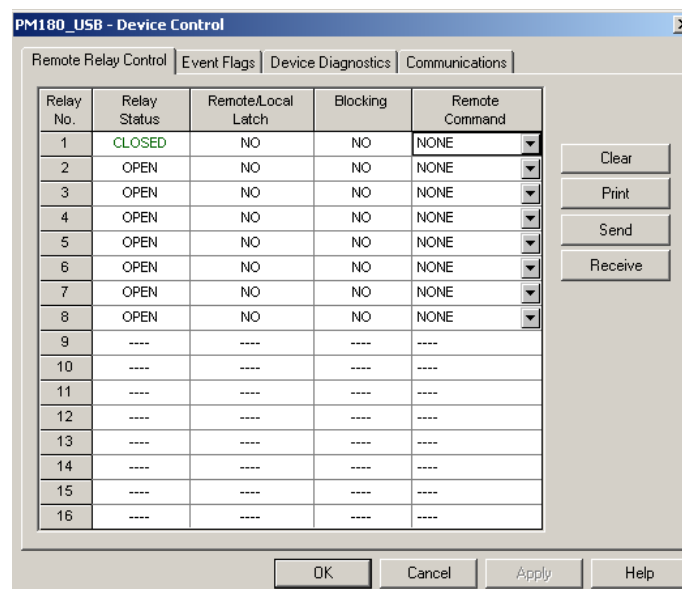 PM180_USB - Device Control
Remote Relay Control Event Flags Device Diagnostics Communications
Relay No. Relay Status Remote/Local Latch Blocking Remote Command
1 CLOSED NO NO NONE
2 OPEN NO NO NONE
3 OPEN NO NO NONE
4 OPEN NO NO NONE
5 OPEN NO NO NONE
6 OPEN NO NO NONE
7 OPEN NO NO NONE
8 OPEN NO NO NONE
9 ---- ---- ---- ----
10 ---- ---- ---- ----
11 ---- ---- ---- ----
12 ---- ---- ---- ----
13 ---- ---- ---- ----
14 ---- ---- ---- ----
15 ---- ---- ---- ----
16 ---- ---- ---- ----
Clear
Print
Send
Receive
OK Cancel Apply Help